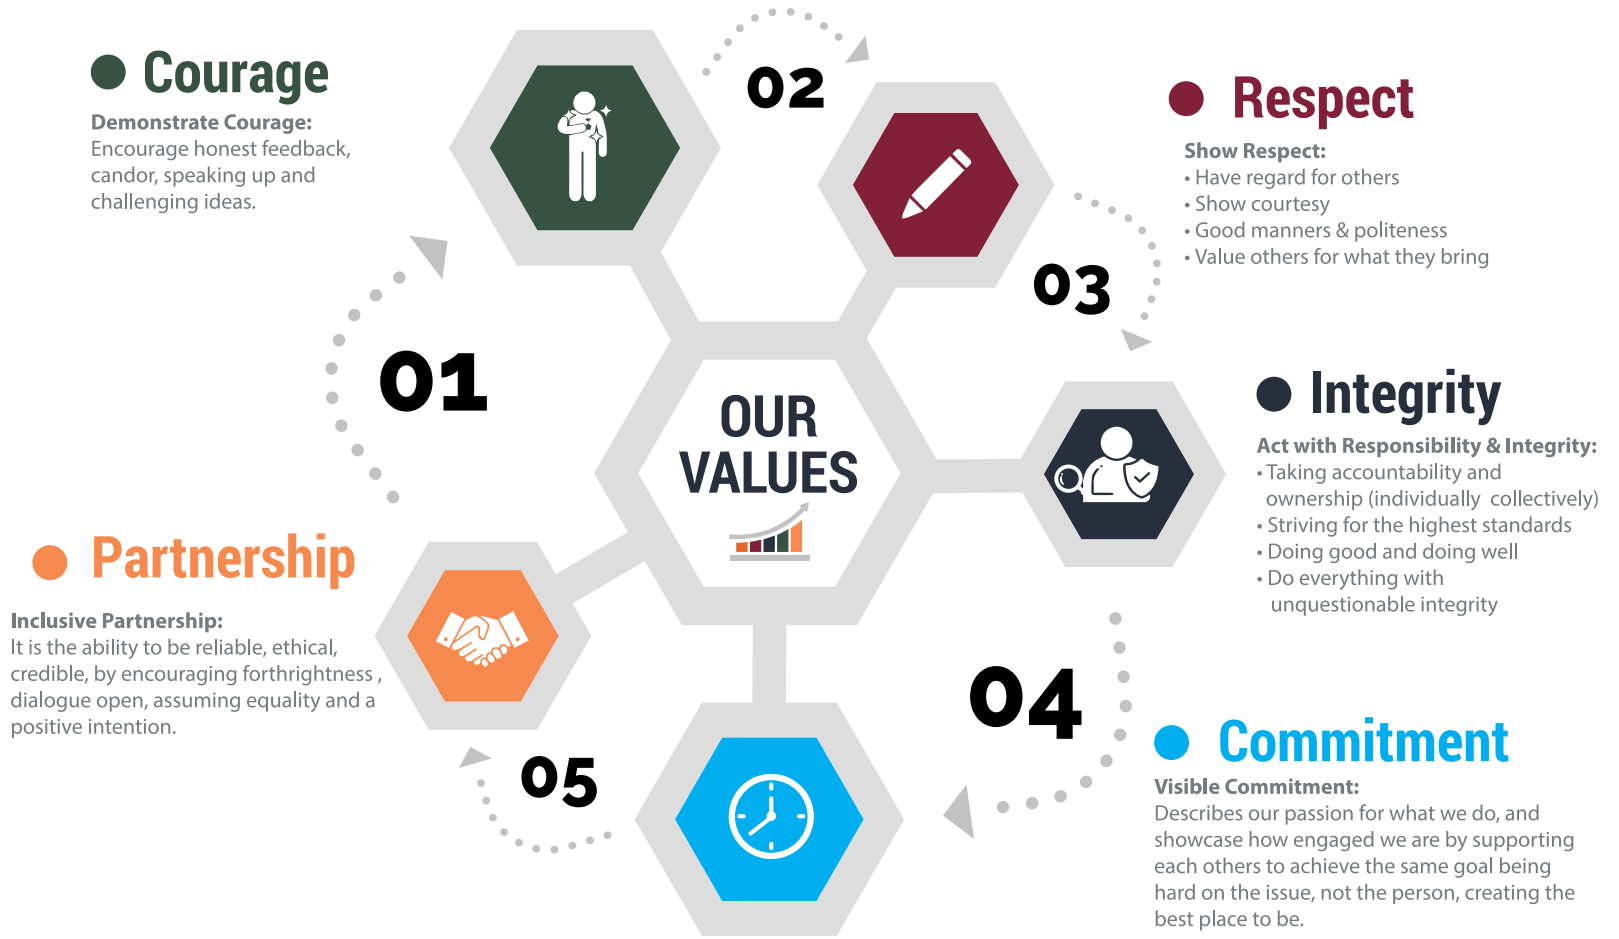 Courage
Demonstrate Courage:
Encourage honest feedback,
candor, speaking up and
challenging ideas.
01
02
Respect
Show Respect:
• Have regard for others
• Show courtesy
• Good manners & politeness
• Value others for what they bring
03
OUR
VALUES
Integrity
Act with Responsibility & Integrity:
• Taking accountability and
ownership (individually collectively)
• Striving for the highest standards
• Doing good and doing well
• Do everything with
unquestionable integrity
04
Commitment
Visible Commitment:
Describes our passion for what we do, and
showcase how engaged we are by supporting
each others to achieve the same goal being
hard on the issue, not the person, creating the
best place to be.
05
Partnership
Inclusive Partnership:
It is the ability to be reliable, ethical,
credible, by encouraging forthrightness ,
dialogue open, assuming equality and a
positive intention.